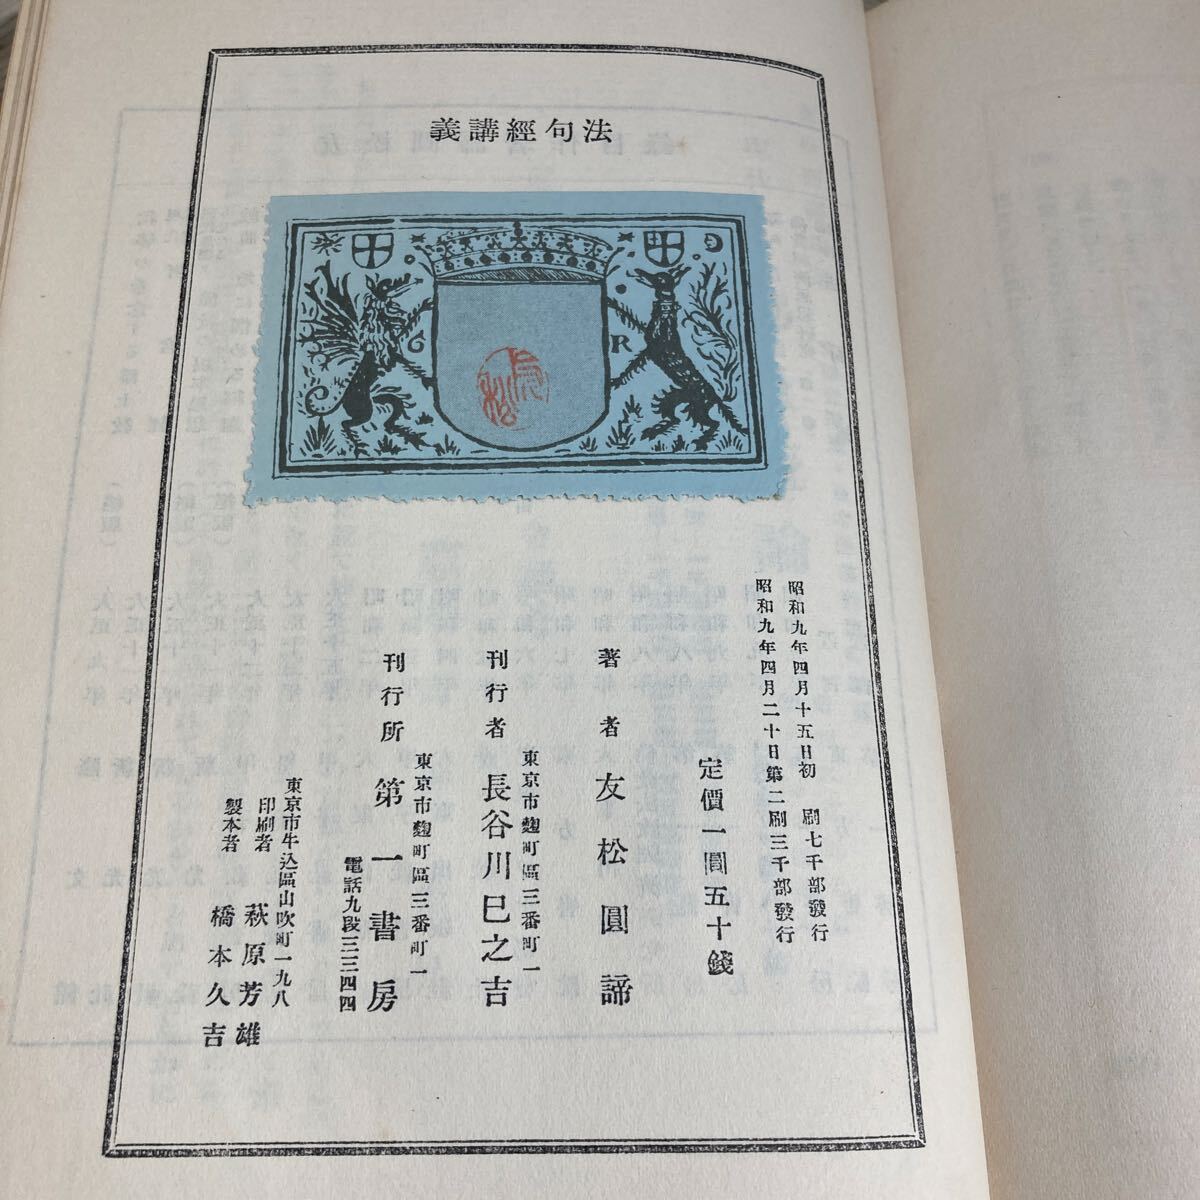 法句經講義
R
昭和九年四月十五日初 刷七千部發行
昭和九年四月二十日第二刷三千部發行
定價一圓五十錢
著者 友松圓諦
東京市麴町區三番町一
刊行者 長谷川巳之吉
東京市麴町區三番町一
刊行所 第一書房
電話九段三三四四
東京市牛込區山吹町一九八
印刷者 萩原芳雄
製本者 橋本久吉